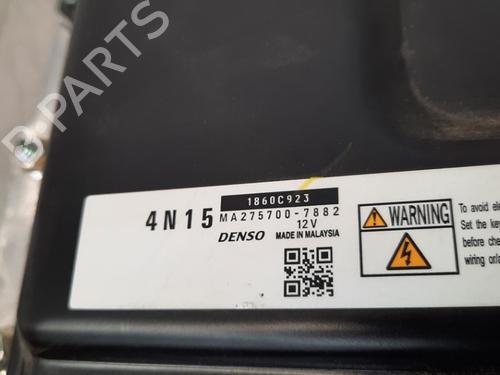 B-PARTS
1860C923
4N15
MA275700-7882
12V
DENSO MADE IN MALAYSIA
WARNING
To avoid ele
Set the key
before che
wiring or/a